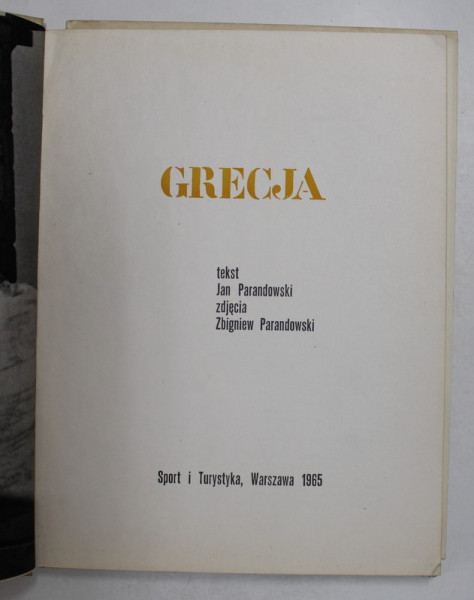 GRECJA
tekst
Jan Parandowski
zdjęcia
Zbigniew Parandowski
Sport i Turystyka, Warszawa 1965